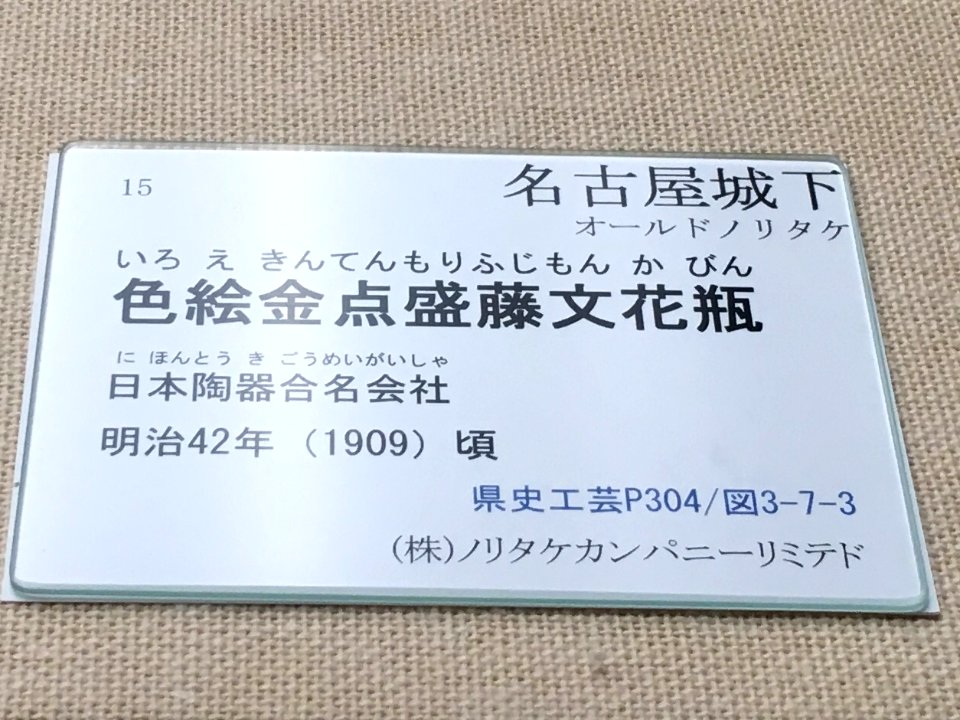 15
名古屋城下
オールドノリタケ
いろ え きんてんもりふじもん か びん
色絵金点盛藤文花瓶
に ほんとう き ごうめいがいしゃ
日本陶器合名会社
明治42年（1909）頃
県史工芸P304/図3-7-3
(株)ノリタケカンパニーリミテド